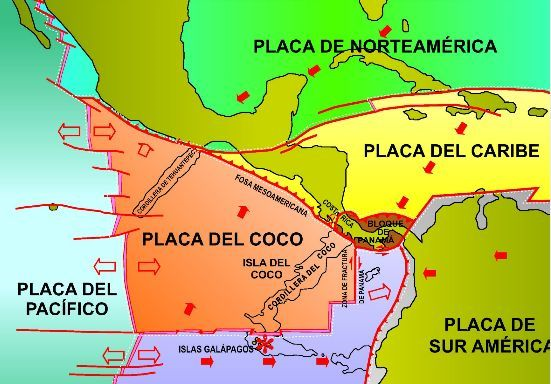 PLACA DE NORTEAMÉRICA
PLACA DEL CARIBE
CORDILLERA DE TEHUANTEPEC
FOSA MESOAMERICANA
COSTA RICA
BLOQUE
DE
PANAMÁ
PLACA DEL COCO
ISLA DEL
COCO
CORDILLERA DEL COCO
ZONA DE FRACTURA
DE PANAMA
PLACA DEL
PACÍFICO
PLACA DE
SUR AMÉRICA
ISLAS GALÁPAGOS